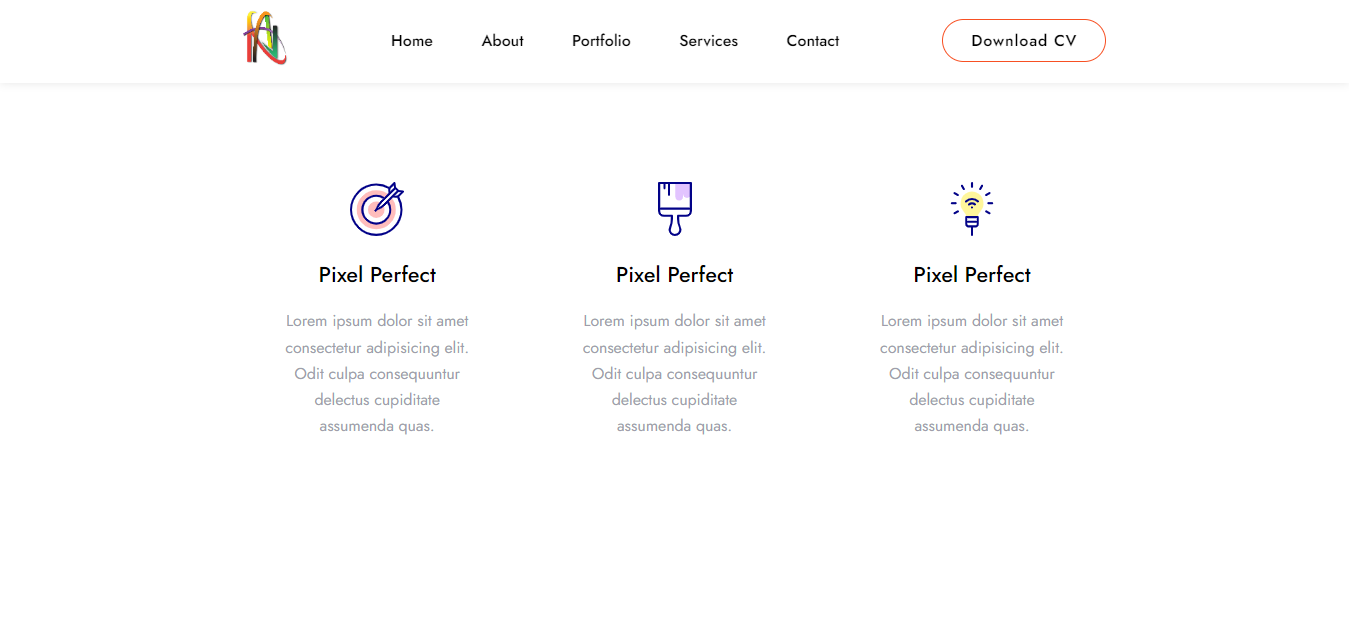 Home About Portfolio Services Contact Download CV
Pixel Perfect
Lorem ipsum dolor sit amet
consectetur adipisicing elit.
Odit culpa consequuntur
delectus cupiditate
assumenda quas.
Pixel Perfect
Lorem ipsum dolor sit amet
consectetur adipisicing elit.
Odit culpa consequuntur
delectus cupiditate
assumenda quas.
Pixel Perfect
Lorem ipsum dolor sit amet
consectetur adipisicing elit.
Odit culpa consequuntur
delectus cupiditate
assumenda quas.